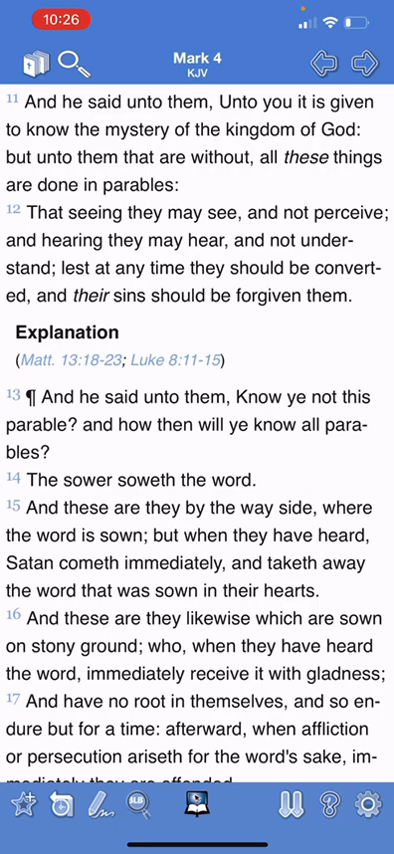 10:26
Mark 4
KJV
11 And he said unto them, Unto you it is given
to know the mystery of the kingdom of God:
but unto them that are without, all these things
are done in parables:
12 That seeing they may see, and not perceive;
and hearing they may hear, and not under-
stand; lest at any time they should be convert-
ed, and their sins should be forgiven them.
Explanation
(Matt. 13:18-23; Luke 8:11-15)
13 ¶ And he said unto them, Know ye not this
parable? and how then will ye know all para-
bles?
14 The sower soweth the word.
15 And these are they by the way side, where
the word is sown; but when they have heard,
Satan cometh immediately, and taketh away
the word that was sown in their hearts.
16 And these are they likewise which are sown
on stony ground; who, when they have heard
the word, immediately receive it with gladness;
17 And have no root in themselves, and so en-
dure but for a time: afterward, when affliction
or persecution ariseth for the word's sake, im-
mediately they are offended.
SLB